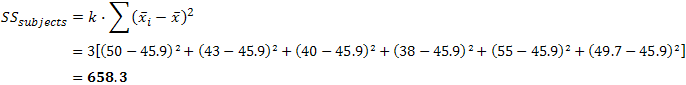 SS_subjects = k · ∑(x̄ᵢ − x̄)²
= 3[(50 − 45.9)² + (43 − 45.9)² + (40 − 45.9)² + (38 − 45.9)² + (55 − 45.9)² + (49.7 − 45.9)²]
= 658.3